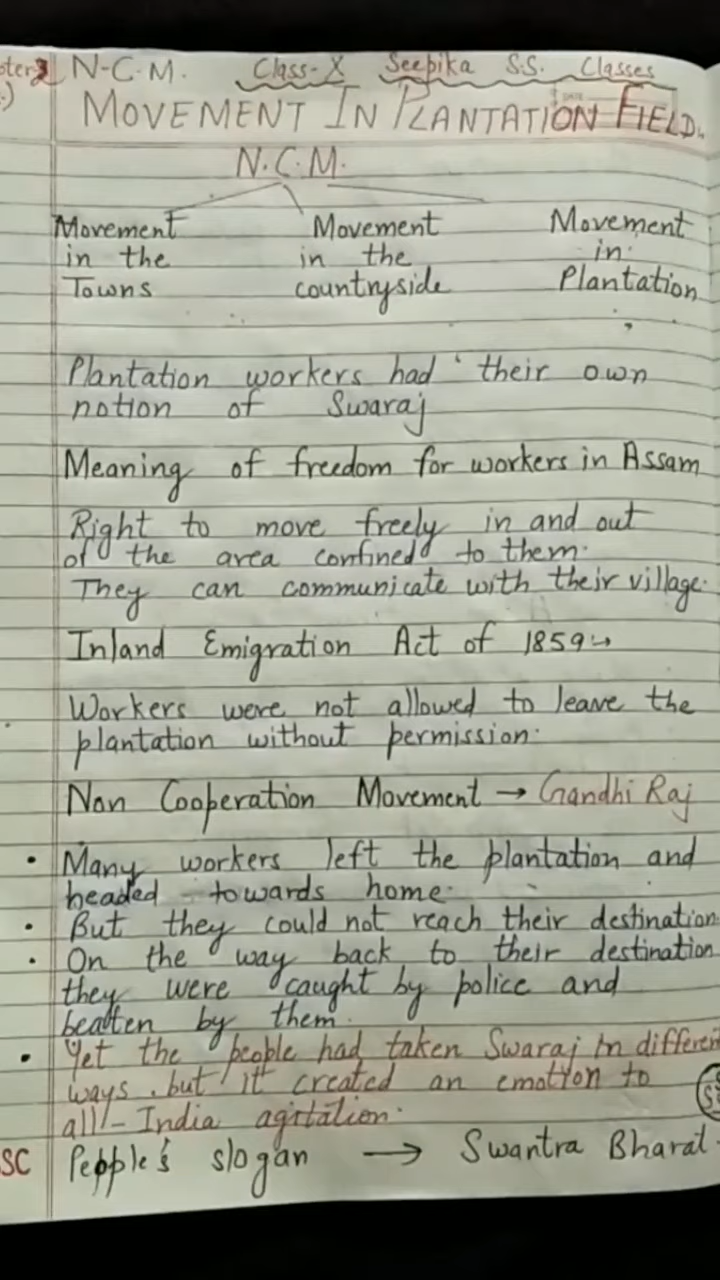 N-C-M. Class-X Seepika S.S. Classes
MOVEMENT IN PLANTATION FIELD.
N.C.M.
Movement in the Towns
Movement in the countryside
Movement in Plantation
Plantation workers had their own
notion of Swaraj
Meaning of freedom for workers in Assam
Right to move freely in and out
of the area confined to them.
They can communicate with their village.
Inland Emigration Act of 1859
Workers were not allowed to leave the
plantation without permission.
Non Cooperation Movement → Gandhi Raj
• Many workers left the plantation and
headed towards home.
• But they could not reach their destination
• On the way back to their destination
they were caught by police and
beaten by them.
• Yet the people had taken Swaraj in different
ways. but it created an emotion to
all-India agitation.
SC People's slogan → Swantra Bharat